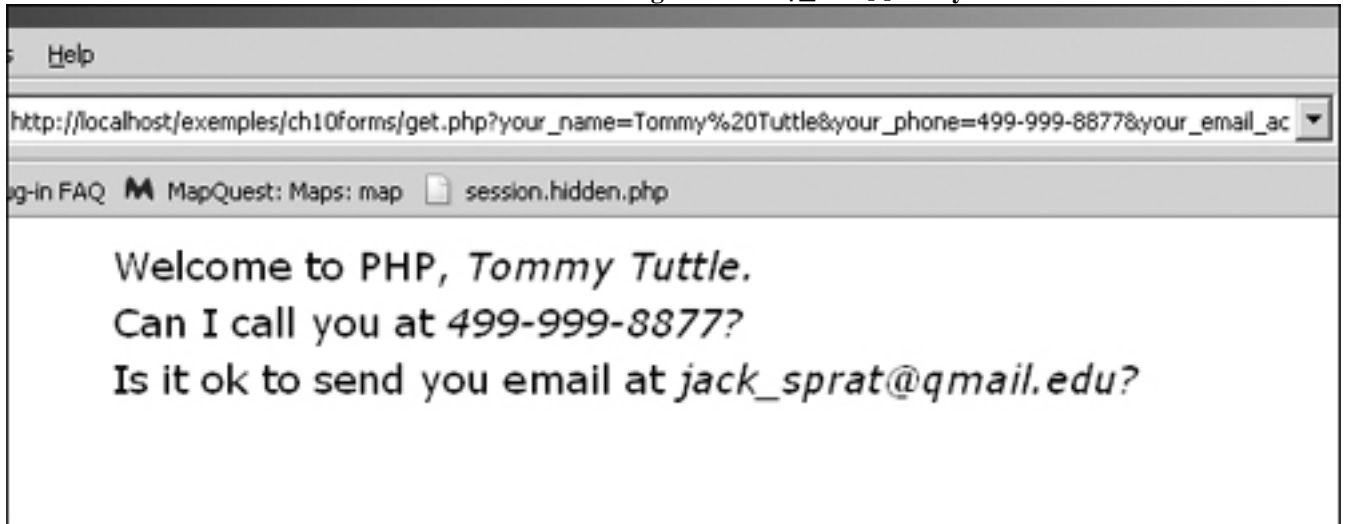 Help
http://localhost/exemples/ch10forms/get.php?your_name=Tommy%20Tuttle&your_phone=499-999-8877&your_email_ac
ug-in FAQ MapQuest: Maps: map session.hidden.php
Welcome to PHP, Tommy Tuttle.
Can I call you at 499-999-8877?
Is it ok to send you email at jack_sprat@qmail.edu?